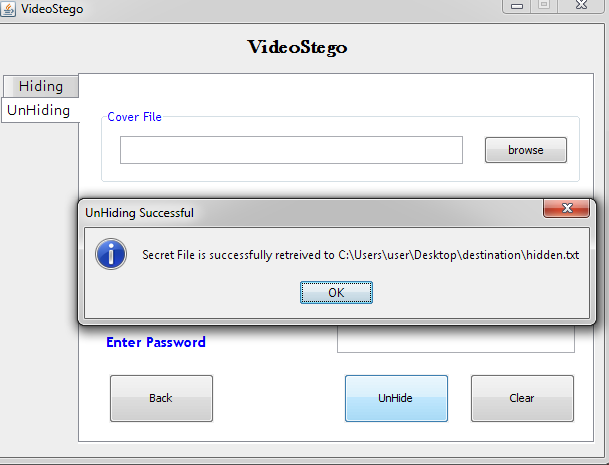 VideoStego
VideoStego
Hiding
UnHiding
Cover File
browse
UnHiding Successful
Secret File is successfully retreived to C:\Users\user\Desktop\destination\hidden.txt
OK
Enter Password
Back
UnHide
Clear